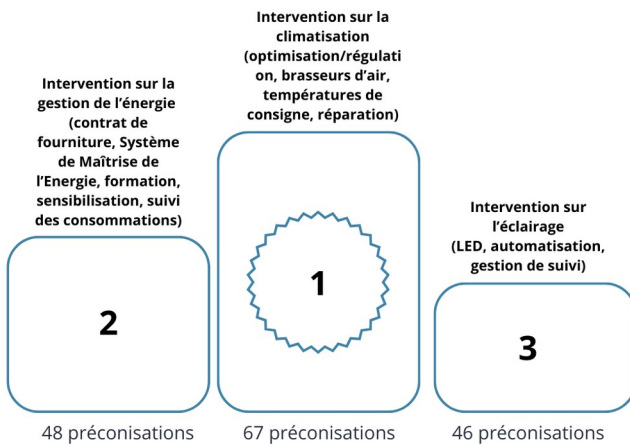 Intervention sur la
climatisation
(optimisation/régulati
on, brasseurs d'air,
températures de
consigne, réparation)
Intervention sur la
gestion de l'énergie
(contrat de
fourniture, Système
de Maîtrise de
l'Energie, formation,
sensibilisation, suivi
des consommations)
Intervention sur
l'éclairage
(LED, automatisation,
gestion de suivi)
2
1
3
48 préconisations
67 préconisations
46 préconisations